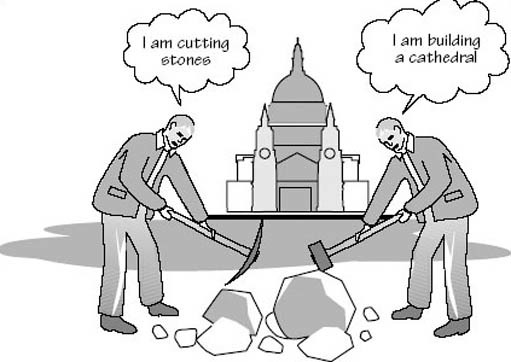 I am cutting
stones
I am building
a cathedral